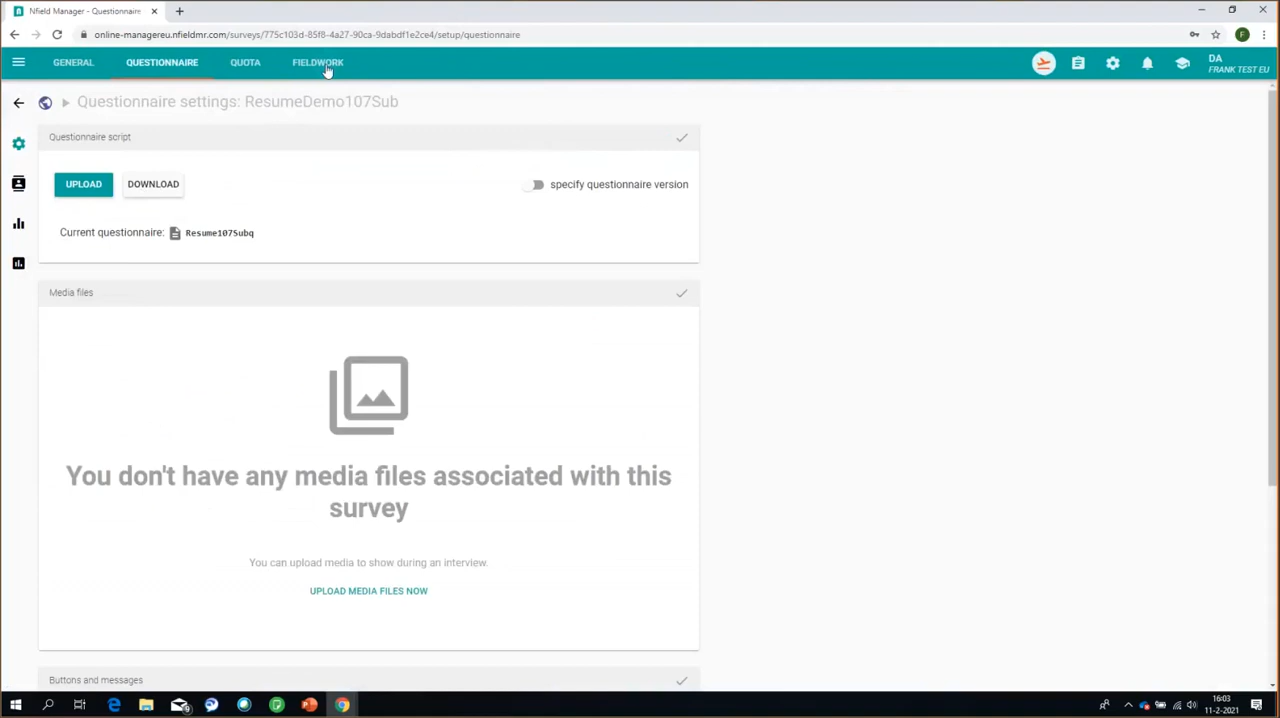 Nfield Manager - Questionnaire
online-managereu.nfieldmr.com/surveys/775c103d-85f8-4a27-90ca-9dabdf1e2ce4/setup/questionnaire
F
GENERAL QUESTIONNAIRE QUOTA FIELDWORK
DA
FRANK TEST EU
Questionnaire settings: ResumeDemo107Sub
Questionnaire script
UPLOAD DOWNLOAD specify questionnaire version
Current questionnaire: Resume107Subq
Media files
You don't have any media files associated with this
survey
You can upload media to show during an interview.
UPLOAD MEDIA FILES NOW
Buttons and messages
16:03
11-2-2021